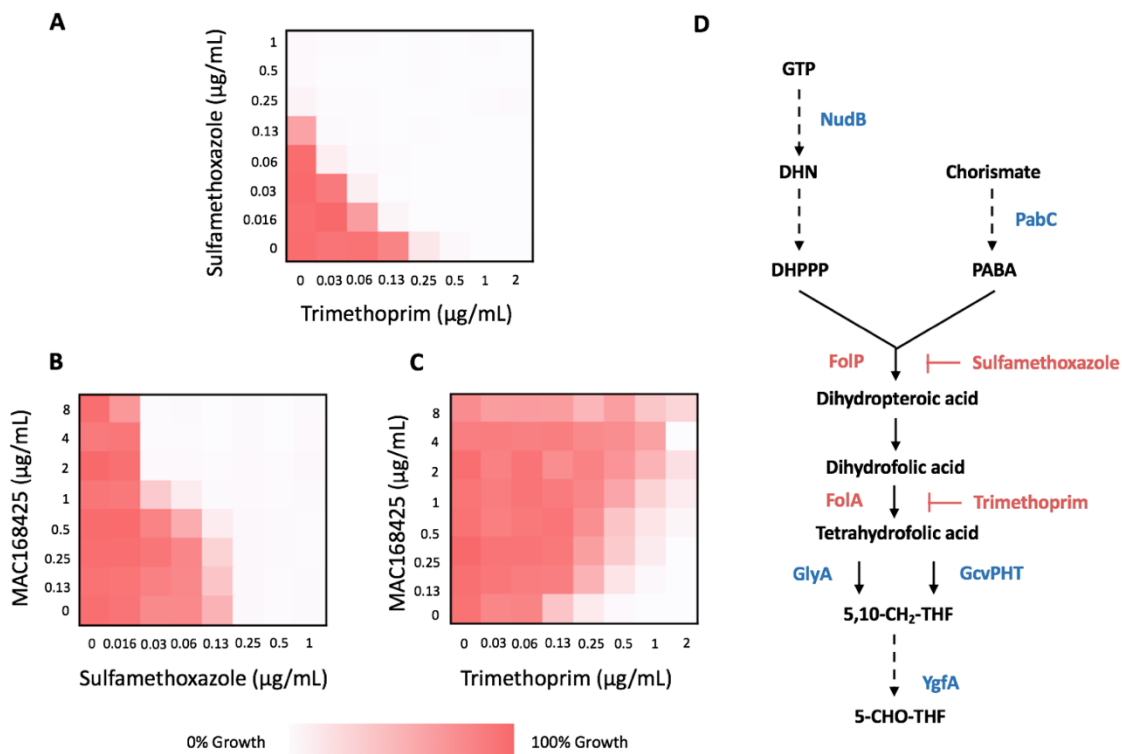 A
Sulfamethoxazole (µg/mL)
1
0.5
0.25
0.13
0.06
0.03
0.016
0
0 0.03 0.06 0.13 0.25 0.5 1 2
Trimethoprim (µg/mL)
B
MAC168425 (µg/mL)
8
4
2
1
0.5
0.25
0.13
0
0 0.016 0.03 0.06 0.13 0.25 0.5 1
Sulfamethoxazole (µg/mL)
C
MAC168425 (µg/mL)
8
4
2
1
0.5
0.25
0.13
0
0 0.03 0.06 0.13 0.25 0.5 1 2
Trimethoprim (µg/mL)
0% Growth 100% Growth
D
GTP
NudB
DHN Chorismate
PabC
DHPPP PABA
FolP Sulfamethoxazole
Dihydropteroic acid
Dihydrofolic acid
FolA Trimethoprim
Tetrahydrofolic acid
GlyA GcvPHT
5,10-CH₂-THF
YgfA
5-CHO-THF